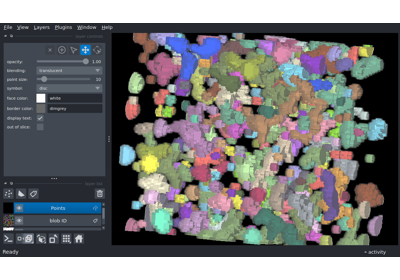 File View Layers Plugins Window Help
opacity: 1.00
blending: translucent
point size: 10
symbol: disc
face color: white
border color: dimgrey
display text:
out of slice:
Points
blob ID
Ready
activity